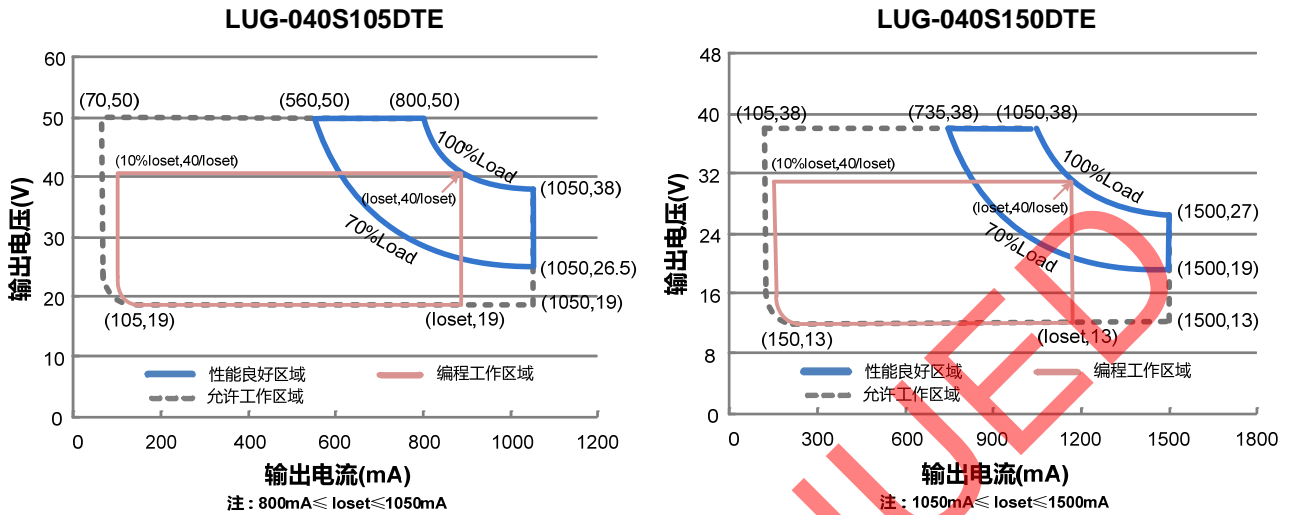 LUG-040S105DTE
60
50
40
30
20
10
0
输出电压(V)
(70,50)
(560,50)
(800,50)
100%Load
(10%Ioset,40/Ioset)
(Ioset,40/Ioset)
(1050,38)
70%Load
(1050,26.5)
(1050,19)
(105,19)
(Ioset,19)
性能良好区域
编程工作区域
允许工作区域
0
200
400
600
800
1000
1200
输出电流(mA)
注：800mA≤ Ioset≤1050mA
LUG-040S150DTE
48
40
32
24
16
8
0
输出电压(V)
(105,38)
(735,38)
(1050,38)
100%Load
(10%Ioset,40/Ioset)
(Ioset,40/Ioset)
(1500,27)
70%Load
(1500,19)
(1500,13)
(150,13)
(Ioset,13)
性能良好区域
编程工作区域
允许工作区域
0
300
600
900
1200
1500
1800
输出电流(mA)
注：1050mA≤ Ioset≤1500mA
UED